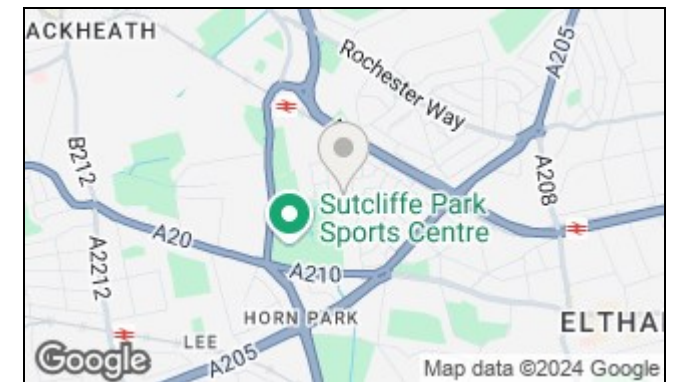 ACKHEATH
A205
Rochester Way
B212
A208
Sutcliffe Park
Sports Centre
A20
A2212
A210
HORN PARK
ELTHA
LEE
A205
Google
Map data ©2024 Google